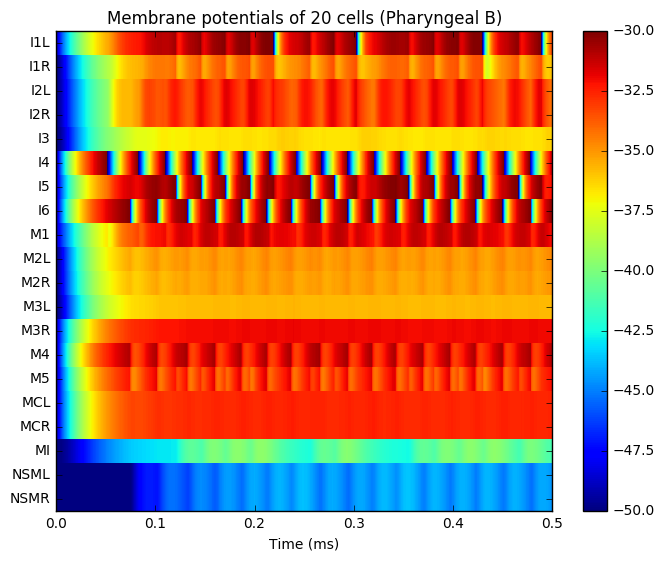 Membrane potentials of 20 cells (Pharyngeal B)
I1L
I1R
I2L
I2R
I3
I4
I5
I6
M1
M2L
M2R
M3L
M3R
M4
M5
MCL
MCR
MI
NSML
NSMR
0.0 0.1 0.2 0.3 0.4 0.5
Time (ms)
−30.0
−32.5
−35.0
−37.5
−40.0
−42.5
−45.0
−47.5
−50.0